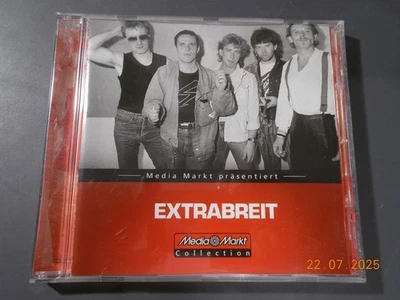 Media Markt präsentiert
EXTRABREIT
Media Markt
Collection
22.07.2025